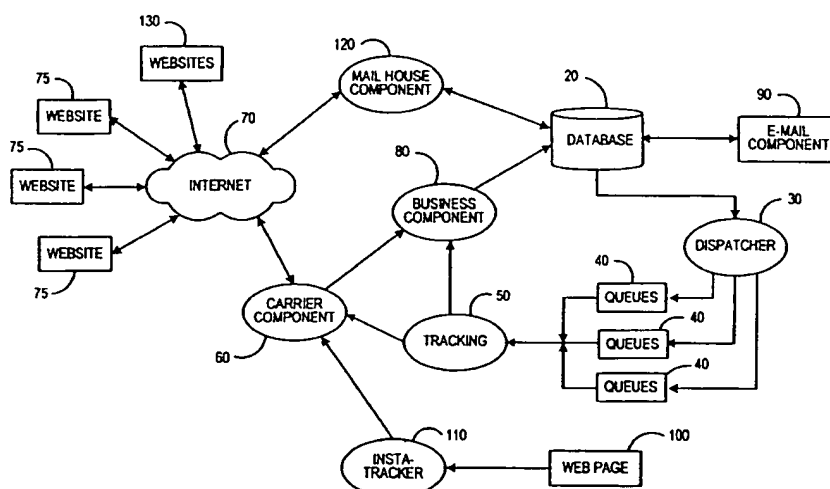 130
WEBSITES
120
MAIL HOUSE
COMPONENT
75
WEBSITE
70
20
DATABASE
90
E-MAIL
COMPONENT
75
WEBSITE
INTERNET
80
BUSINESS
COMPONENT
30
DISPATCHER
WEBSITE
75
40
QUEUES
CARRIER
COMPONENT
60
50
TRACKING
40
QUEUES
40
QUEUES
110
INSTA-
TRACKER
100
WEB PAGE